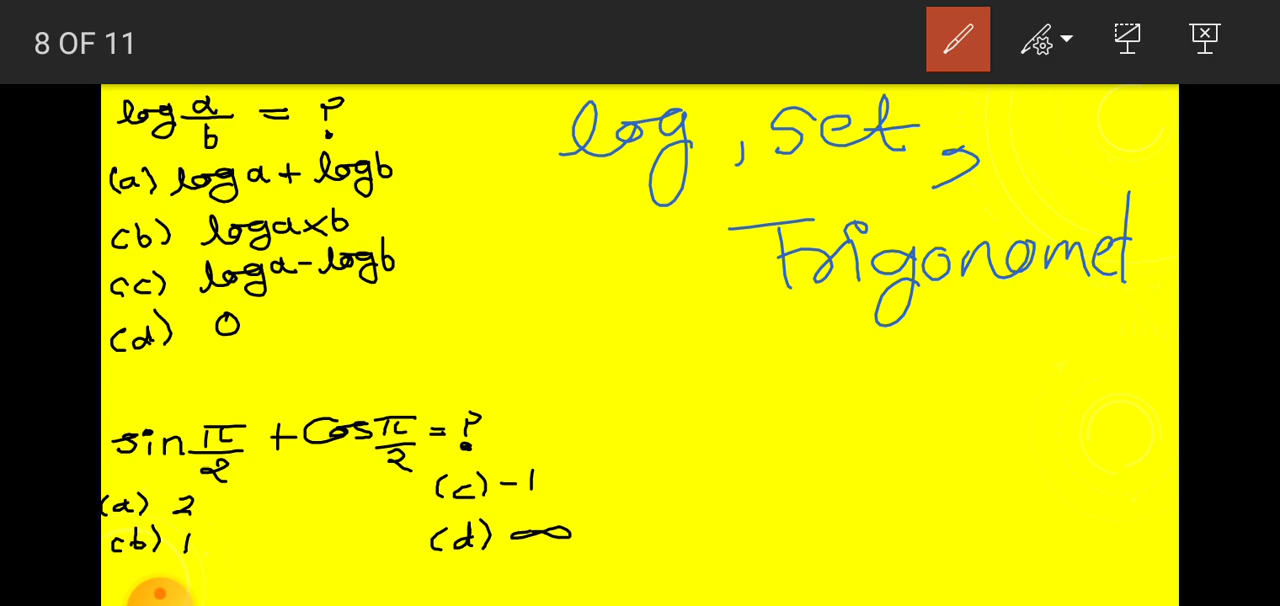 8 OF 11
log a/b = ?
(a) log a + log b
(b) log a × b
(c) log a - log b
(d) 0
log, set,
Trigonomet
sin π/2 + Cos π/2 = ?
(a) 2
(b) 1
(c) -1
(d) ∞